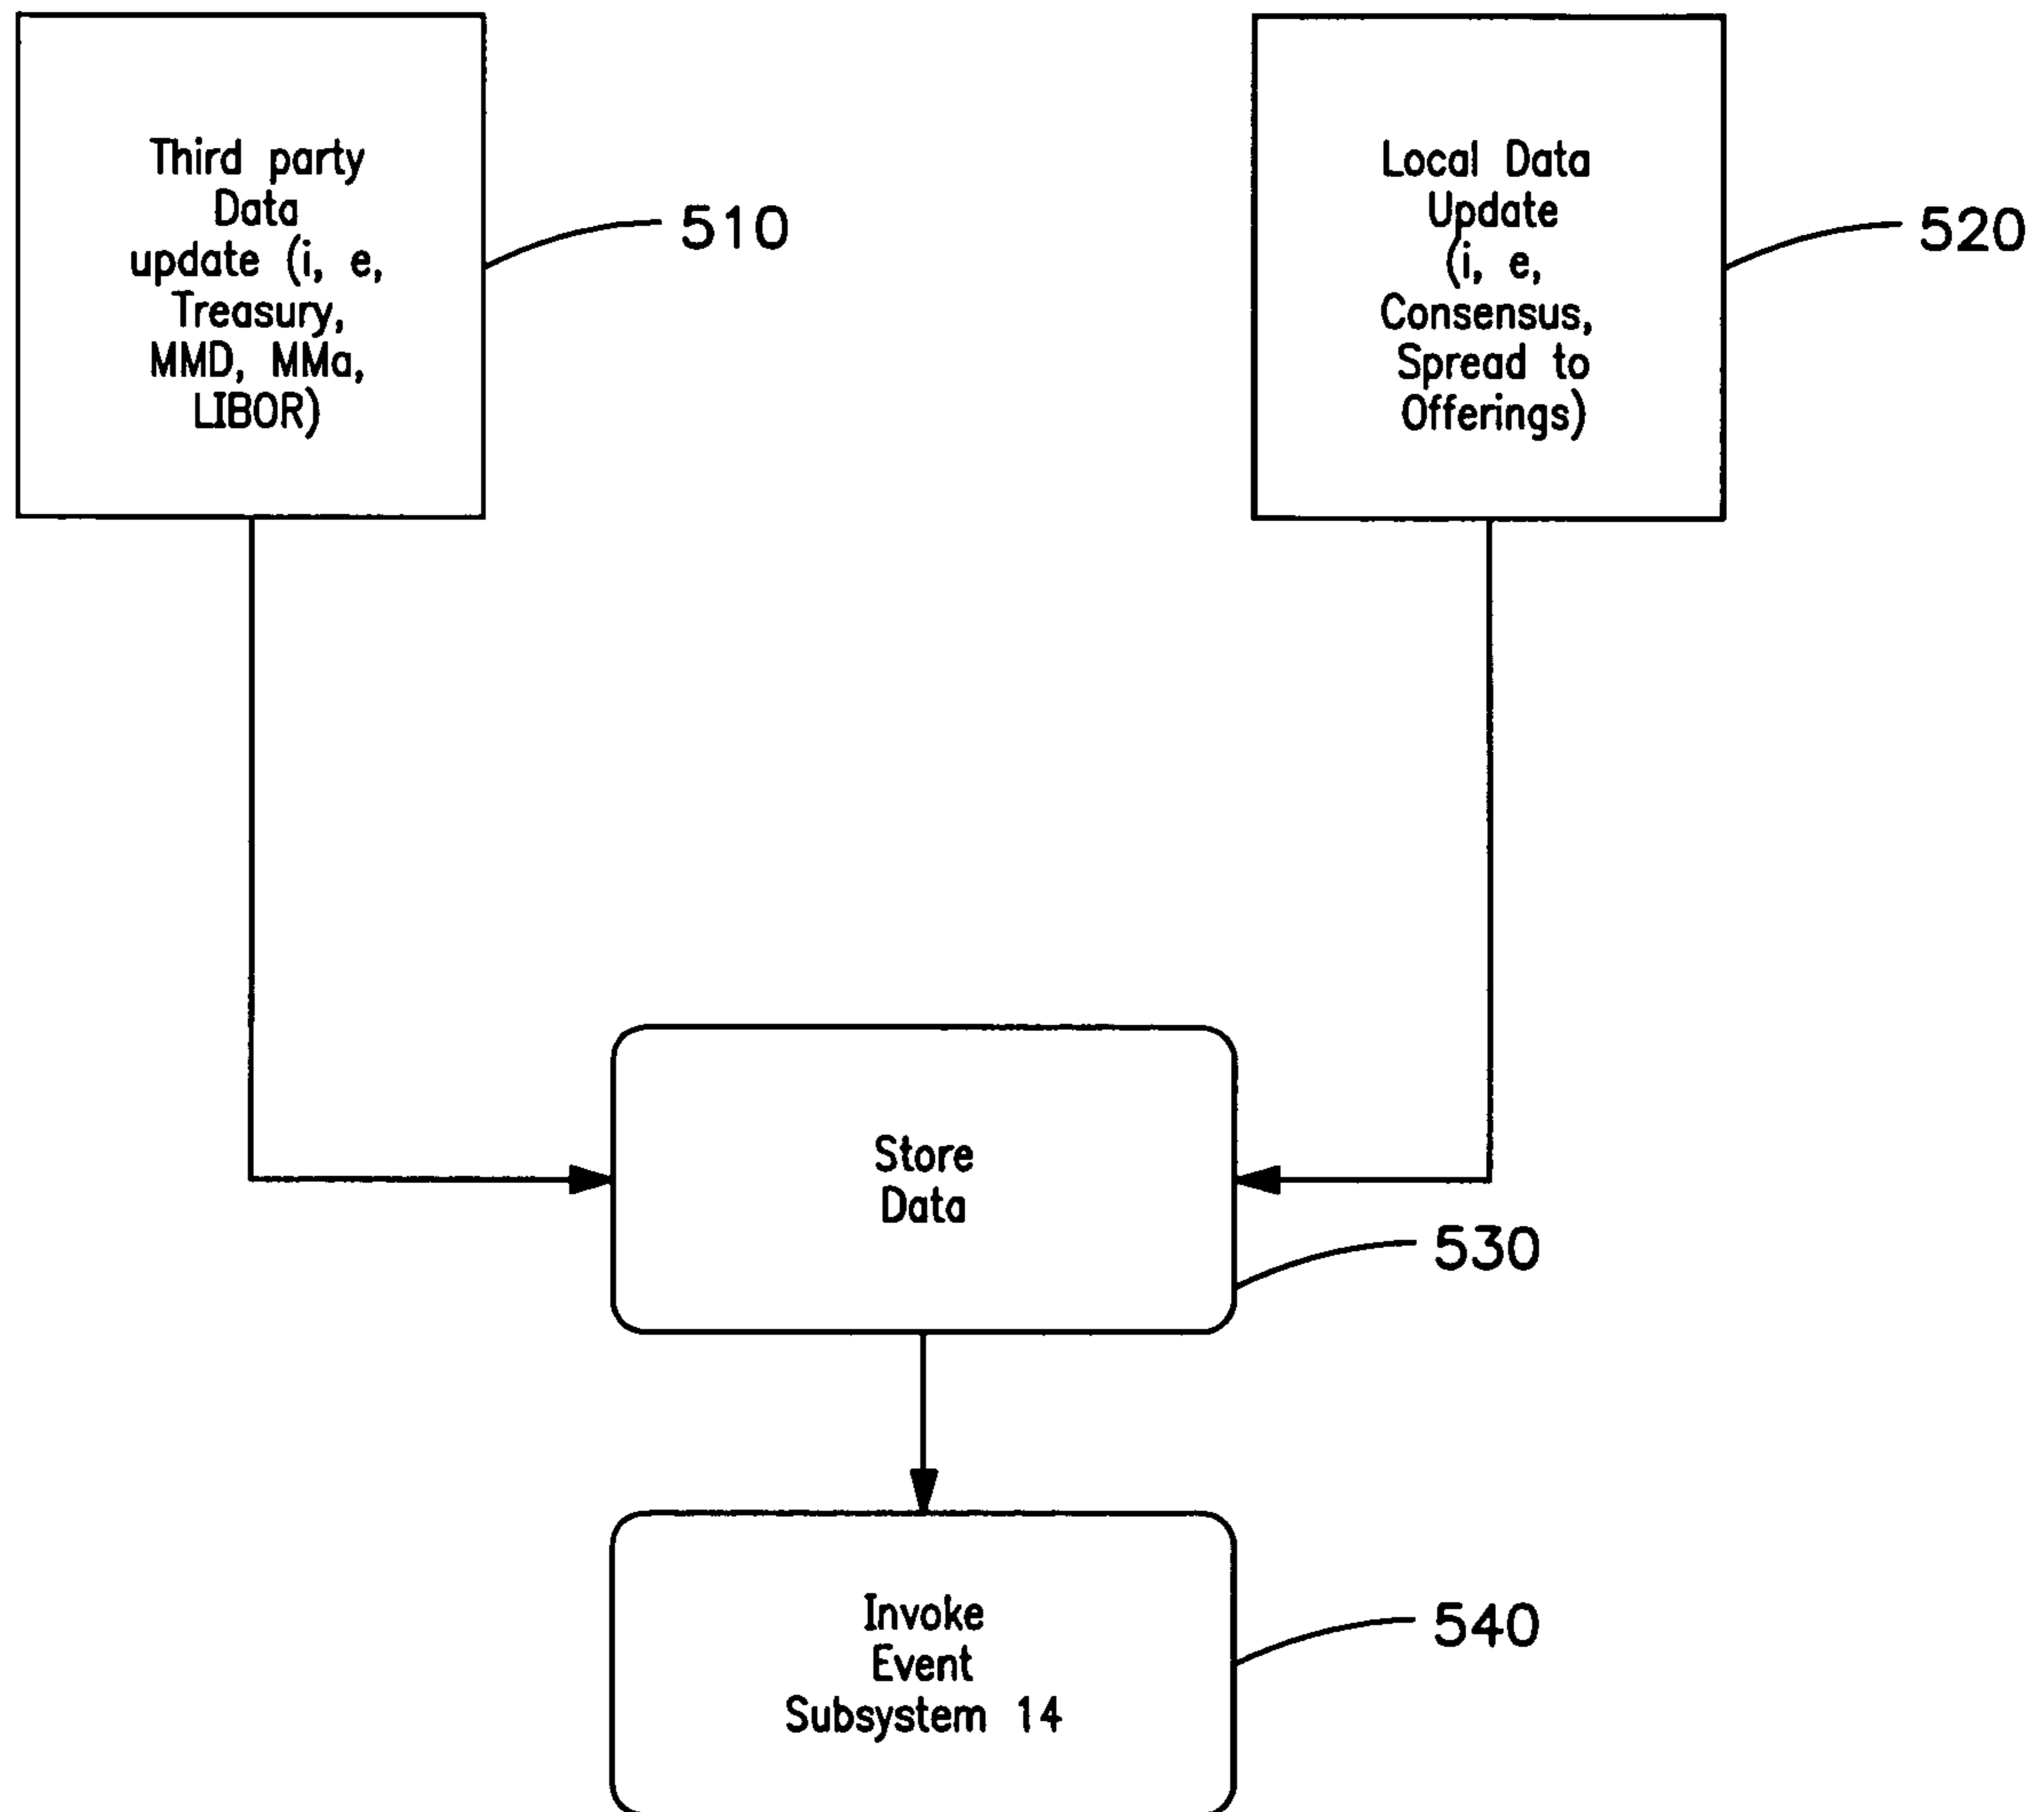 Third party
Data
update (i, e,
Treasury,
MMD, MMa,
LIBOR)
510
Local Data
Update
(i, e,
Consensus,
Spread to
Offerings)
520
Store
Data
530
Invoke
Event
Subsystem 14
540